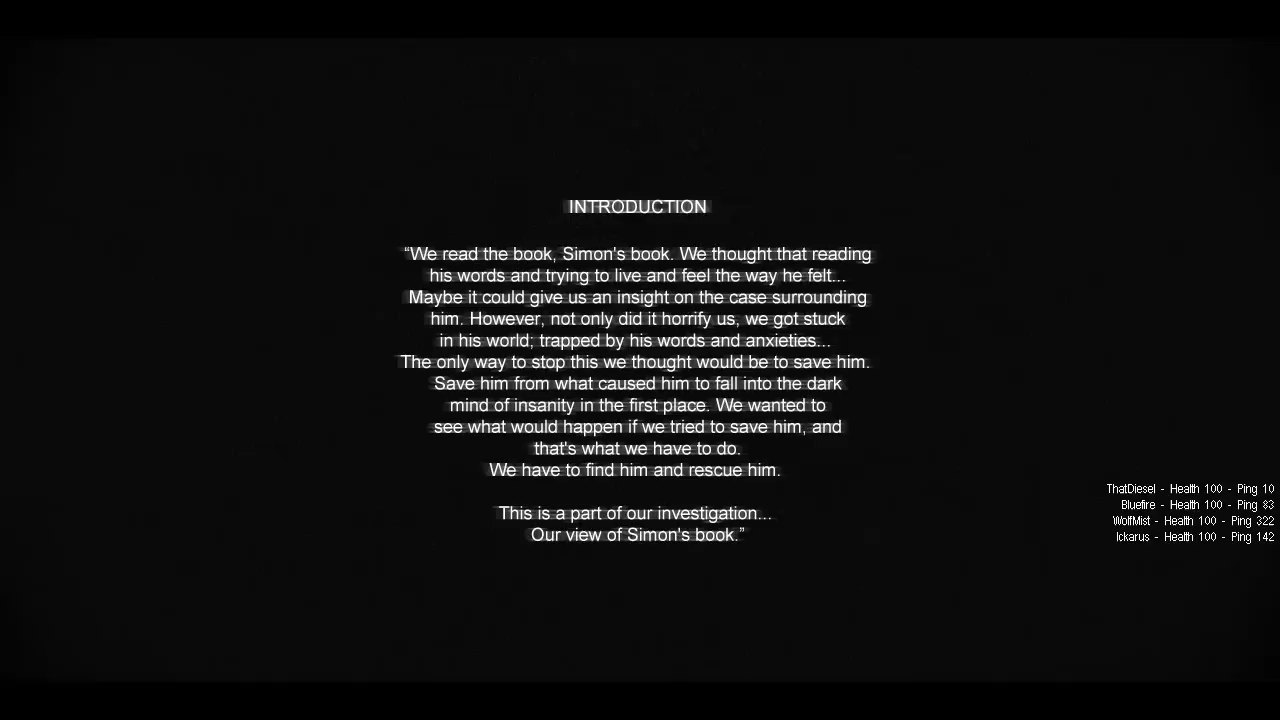 INTRODUCTION
“We read the book, Simon's book. We thought that reading
his words and trying to live and feel the way he felt...
Maybe it could give us an insight on the case surrounding
him. However, not only did it horrify us, we got stuck
in his world; trapped by his words and anxieties...
The only way to stop this we thought would be to save him.
Save him from what caused him to fall into the dark
mind of insanity in the first place. We wanted to
see what would happen if we tried to save him, and
that's what we have to do.
We have to find him and rescue him.
This is a part of our investigation...
Our view of Simon's book.”
ThatDiesel - Health 100 - Ping 10
Bluefire - Health 100 - Ping 83
WolfMist - Health 100 - Ping 322
Ickarus - Health 100 - Ping 142